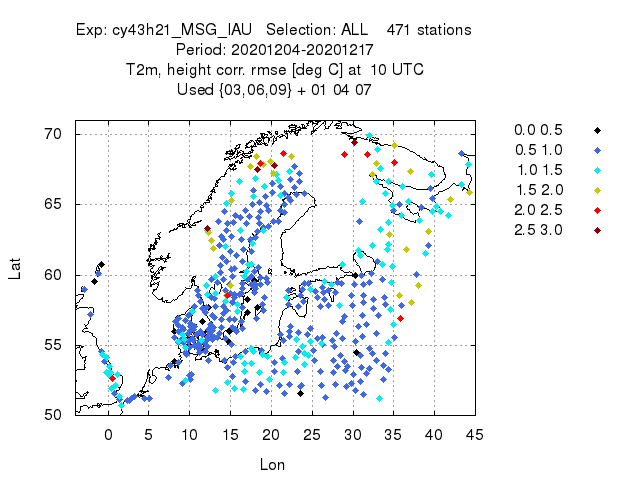 Exp: cy43h21_MSG_IAU Selection: ALL 471 stations
Period: 20201204-20201217
T2m, height corr. rmse [deg C] at 10 UTC
Used {03,06,09} + 01 04 07
0.0 0.5
0.5 1.0
1.0 1.5
1.5 2.0
2.0 2.5
2.5 3.0
70
65
60
55
50
Lat
0 5 10 15 20 25 30 35 40 45
Lon